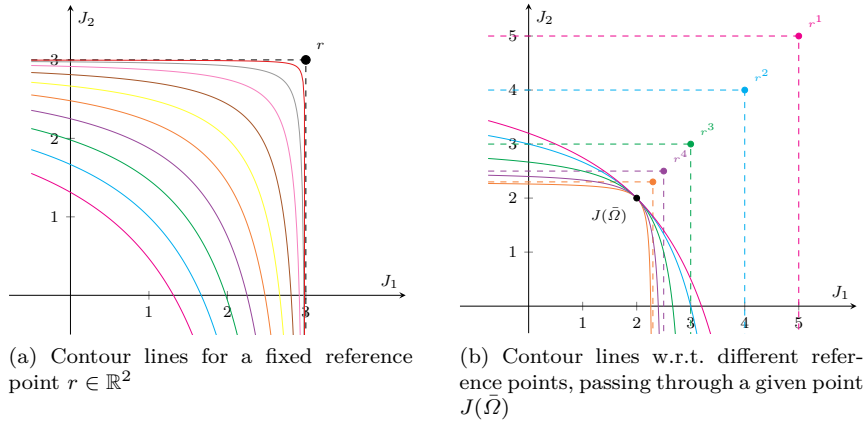 J₂
r
3
2
1
J₁
1
2
3
(a) Contour lines for a fixed reference
point r ∈ ℝ²
J₂
r¹
5
r²
4
r³
3
r⁴
2
J(Ω̄)
1
J₁
1
2
3
4
5
(b) Contour lines w.r.t. different refer-
ence points, passing through a given point
J(Ω̄)